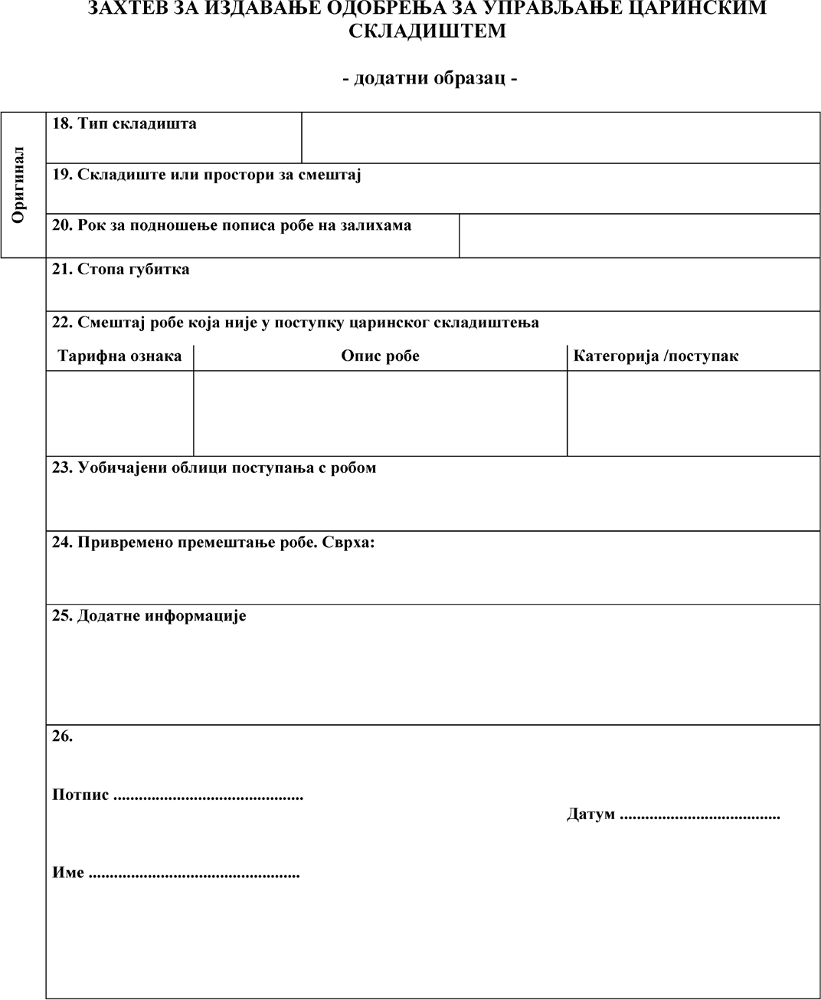 ЗАХТЕВ ЗА ИЗДАВАЊЕ ОДОБРЕЊА ЗА УПРАВЉАЊЕ ЦАРИНСКИМ
СКЛАДИШТЕМ
- додатни образац -
Оригинал
18. Тип складишта
19. Складиште или простори за смештај
20. Рок за подношење пописа робе на залихама
21. Стопа губитка
22. Смештај робе која није у поступку царинског складиштења
Тарифна ознака Опис робе Категорија /поступак
23. Уобичајени облици поступања с робом
24. Привремено премештање робе. Сврха:
25. Додатне информације
26.
Потпис .............................................
Датум ......................................
Име ..................................................